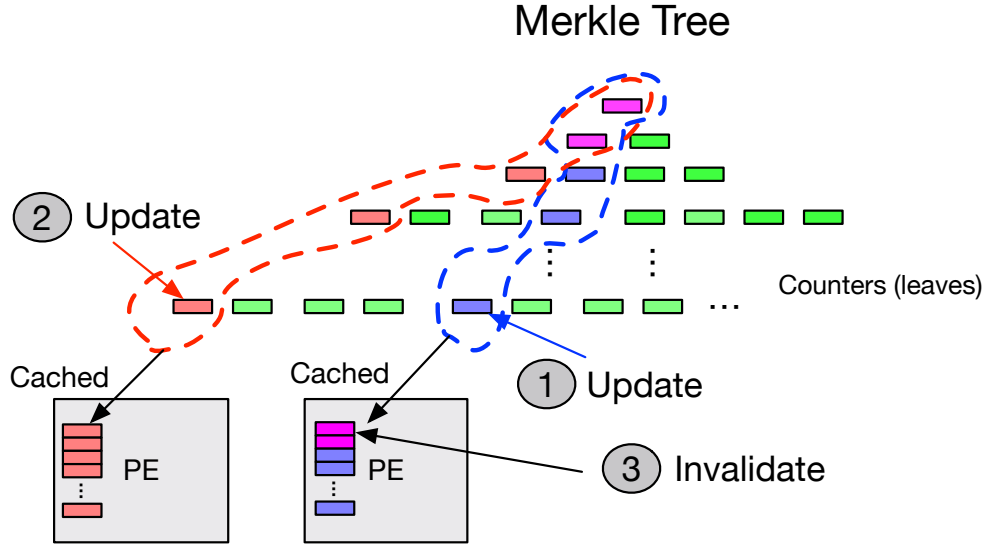 Merkle Tree
2 Update
Counters (leaves)
...
Cached
Cached
1 Update
PE
PE
3 Invalidate